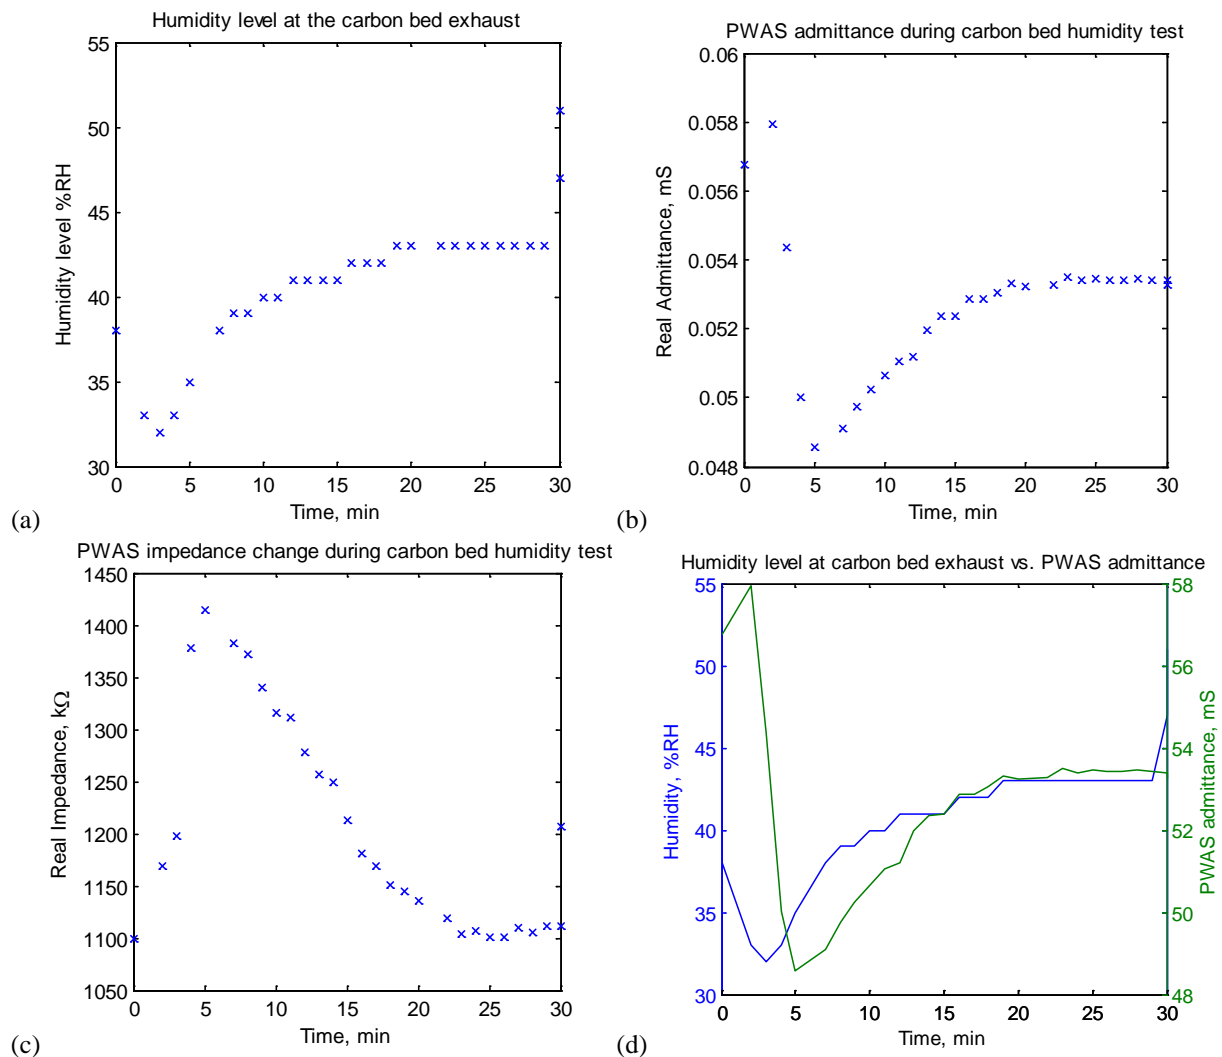 Humidity level at the carbon bed exhaust
55
50
45
40
35
30
Humidity level %RH
0 5 10 15 20 25 30
Time, min
(a)
PWAS admittance during carbon bed humidity test
0.06
0.058
0.056
0.054
0.052
0.05
0.048
Real Admittance, mS
0 5 10 15 20 25 30
Time, min
(b)
PWAS impedance change during carbon bed humidity test
1450
1400
1350
1300
1250
1200
1150
1100
1050
Real Impedance, kΩ
0 5 10 15 20 25 30
Time, min
(c)
Humidity level at carbon bed exhaust vs. PWAS admittance
55
50
45
40
35
30
Humidity, %RH
58
56
54
52
50
48
PWAS admittance, mS
0 5 10 15 20 25 30
Time, min
(d)